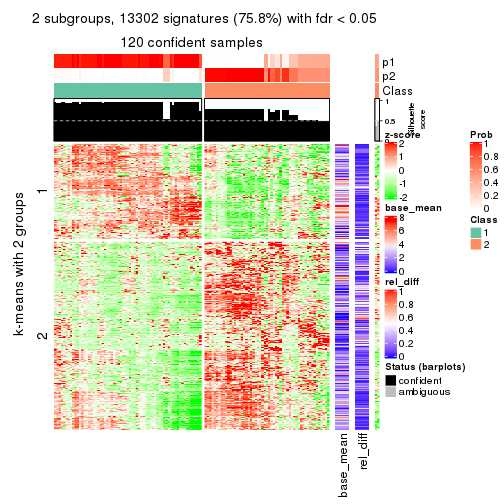 2 subgroups, 13302 signatures (75.8%) with fdr < 0.05
120 confident samples
p1
p2
Class
1
0.5
0
Silhouette
score
k-means with 2 groups
1
2
base_mean
rel_diff
z-score
2
1
0
-1
-2
base_mean
8
6
4
2
0
rel_diff
1
0.8
0.6
0.4
0.2
0
Status (barplots)
confident
ambiguous
Prob
1
0.8
0.6
0.4
0.2
0
Class
1
2